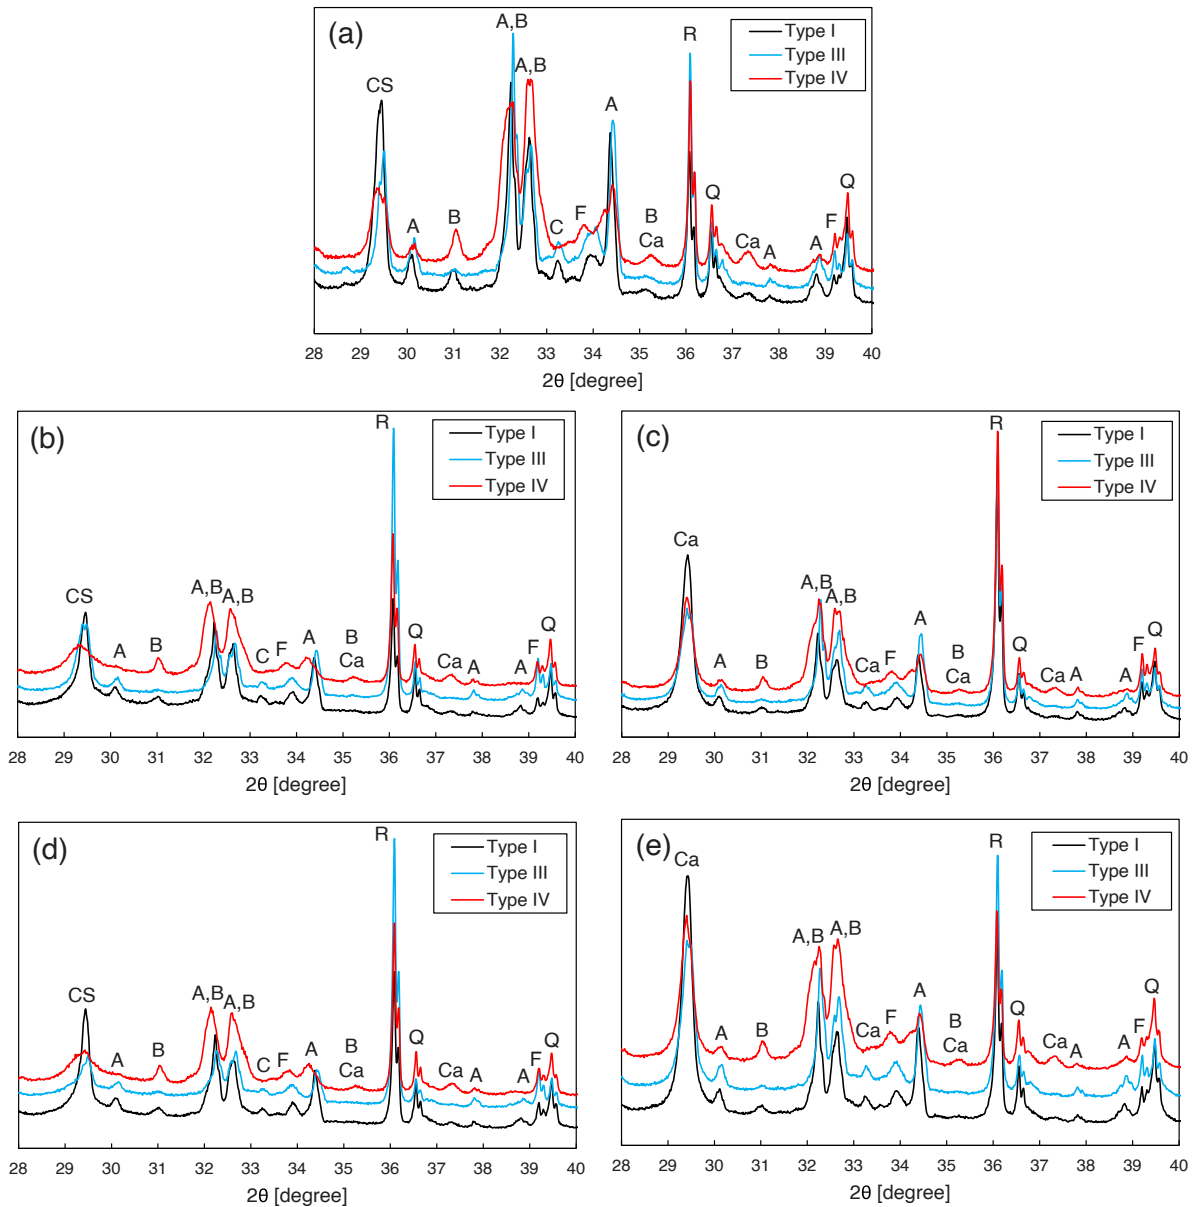 (a)
Type I
Type III
Type IV
CS
A
B
A,B
A,B
C
F
A
B
Ca
R
Q
Ca
A
A
F
Q
28 29 30 31 32 33 34 35 36 37 38 39 40
2θ [degree]
(b)
Type I
Type III
Type IV
CS
A
B
A,B
A,B
C
F
A
B
Ca
R
Q
Ca
A
A
F
Q
28 29 30 31 32 33 34 35 36 37 38 39 40
2θ [degree]
(c)
Type I
Type III
Type IV
Ca
A
B
A,B
A,B
Ca
F
A
B
Ca
R
Q
Ca
A
A
F
Q
28 29 30 31 32 33 34 35 36 37 38 39 40
2θ [degree]
(d)
Type I
Type III
Type IV
CS
A
B
A,B
A,B
C
F
A
B
Ca
R
Q
Ca
A
A
F
Q
28 29 30 31 32 33 34 35 36 37 38 39 40
2θ [degree]
(e)
Type I
Type III
Type IV
Ca
A
B
A,B
A,B
Ca
F
A
B
Ca
R
Q
Ca
A
A
F
Q
28 29 30 31 32 33 34 35 36 37 38 39 40
2θ [degree]